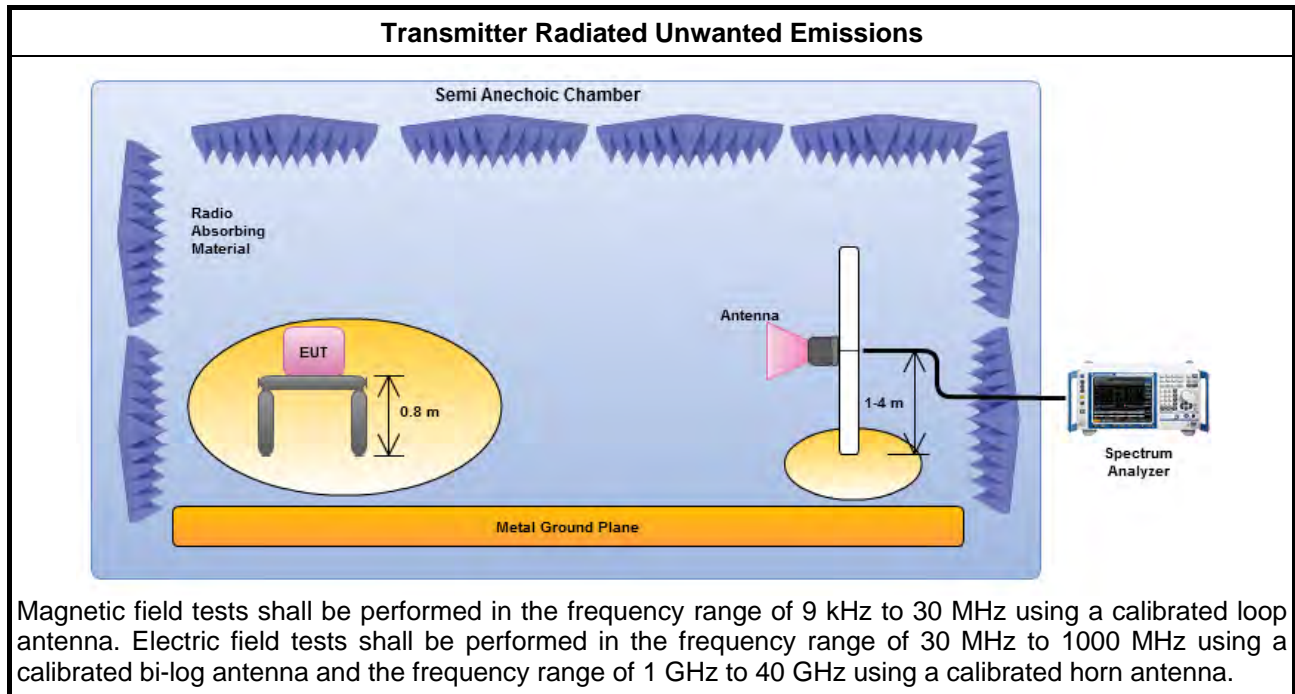 Transmitter Radiated Unwanted Emissions
Semi Anechoic Chamber
Radio
Absorbing
Material
Antenna
EUT
0.8 m
1-4 m
Spectrum
Analyzer
Metal Ground Plane
Magnetic field tests shall be performed in the frequency range of 9 kHz to 30 MHz using a calibrated loop
antenna. Electric field tests shall be performed in the frequency range of 30 MHz to 1000 MHz using a
calibrated bi-log antenna and the frequency range of 1 GHz to 40 GHz using a calibrated horn antenna.